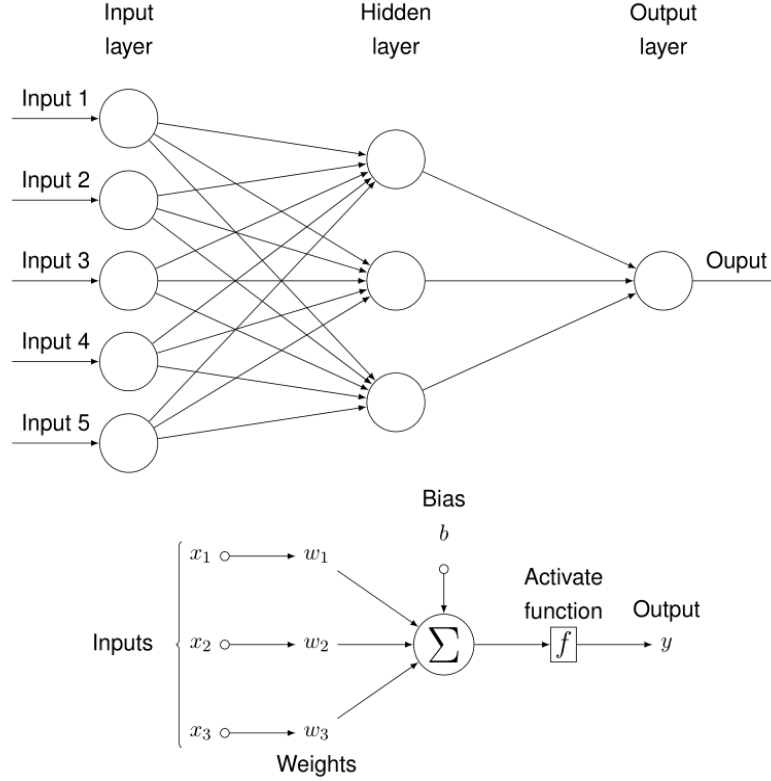 Input Hidden Output
layer layer layer
Input 1
Input 2
Input 3
Ouput
Input 4
Input 5
Bias
b
x₁ w₁
Activate
function Output
Inputs x₂ w₂ ∑ f y
x₃ w₃
Weights